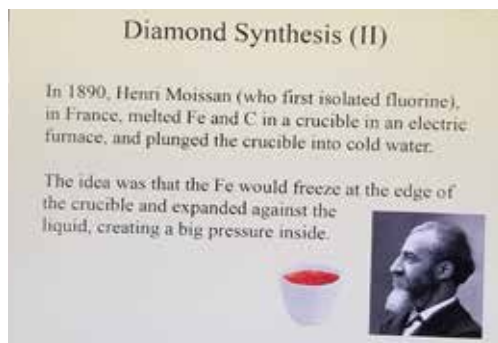 Diamond Synthesis (II)
In 1890, Henri Moissan (who first isolated fluorine),
in France, melted Fe and C in a crucible in an electric
furnace, and plunged the crucible into cold water.
The idea was that the Fe would freeze at the edge of
the crucible and expanded against the
liquid, creating a big pressure inside.